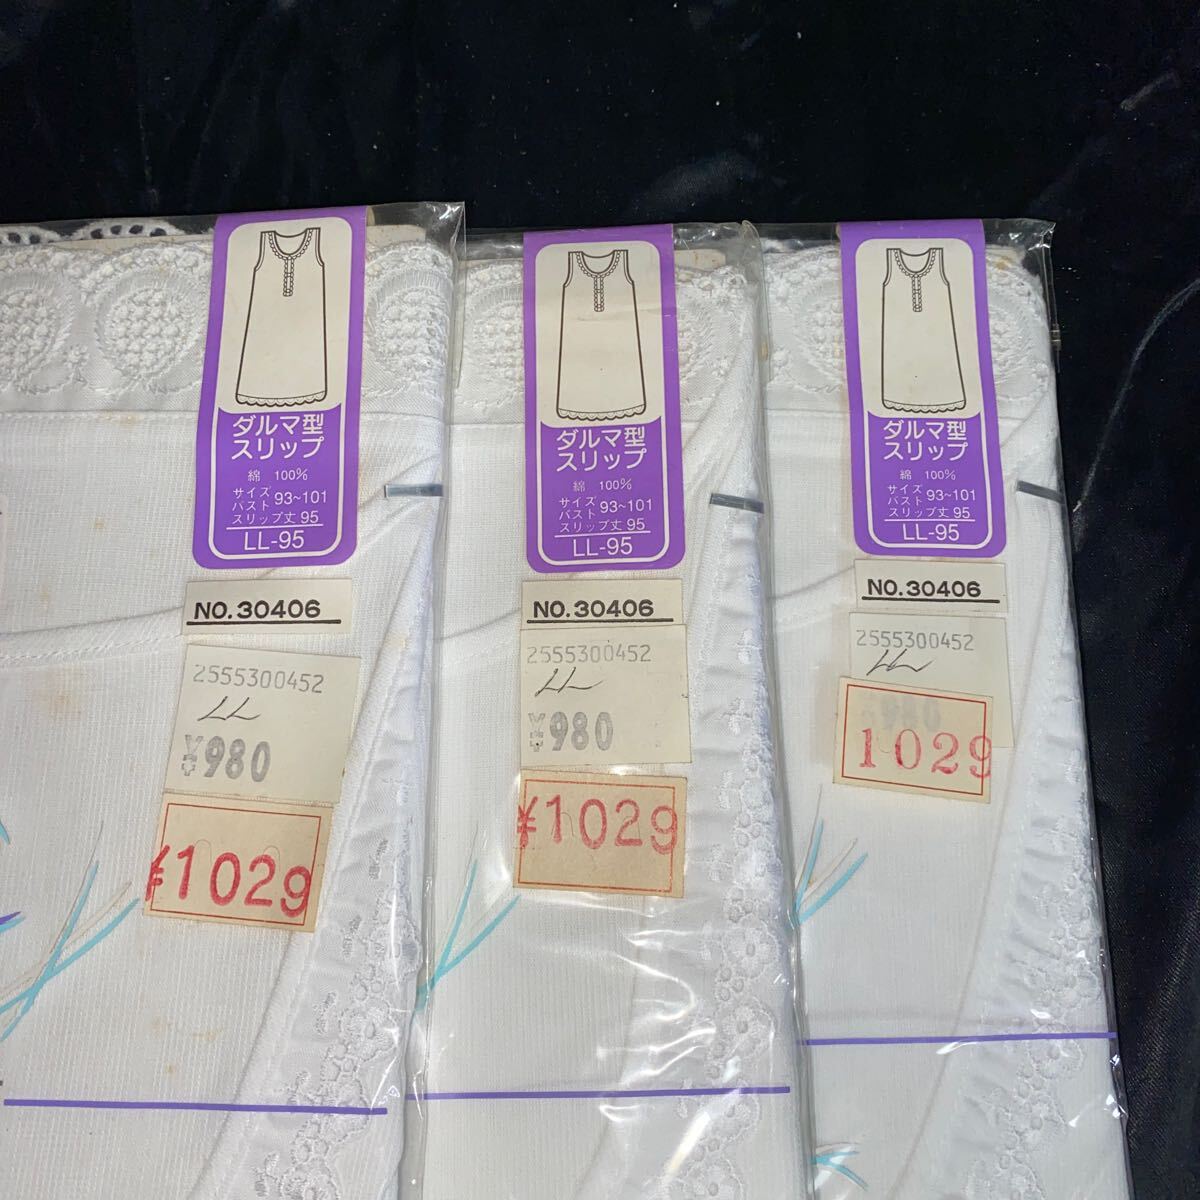 ダルマ型
スリップ
綿 100%
サイズ
バスト 93~101
スリップ丈 95
LL-95
NO.30406
2555300452
LL
¥980
¥1029
ダルマ型
スリップ
綿 100%
サイズ
バスト 93~101
スリップ丈 95
LL-95
NO.30406
2555300452
LL
¥980
¥1029
ダルマ型
スリップ
綿 100%
サイズ
バスト 93~101
スリップ丈 95
LL-95
NO.30406
2555300452
LL
980
1029